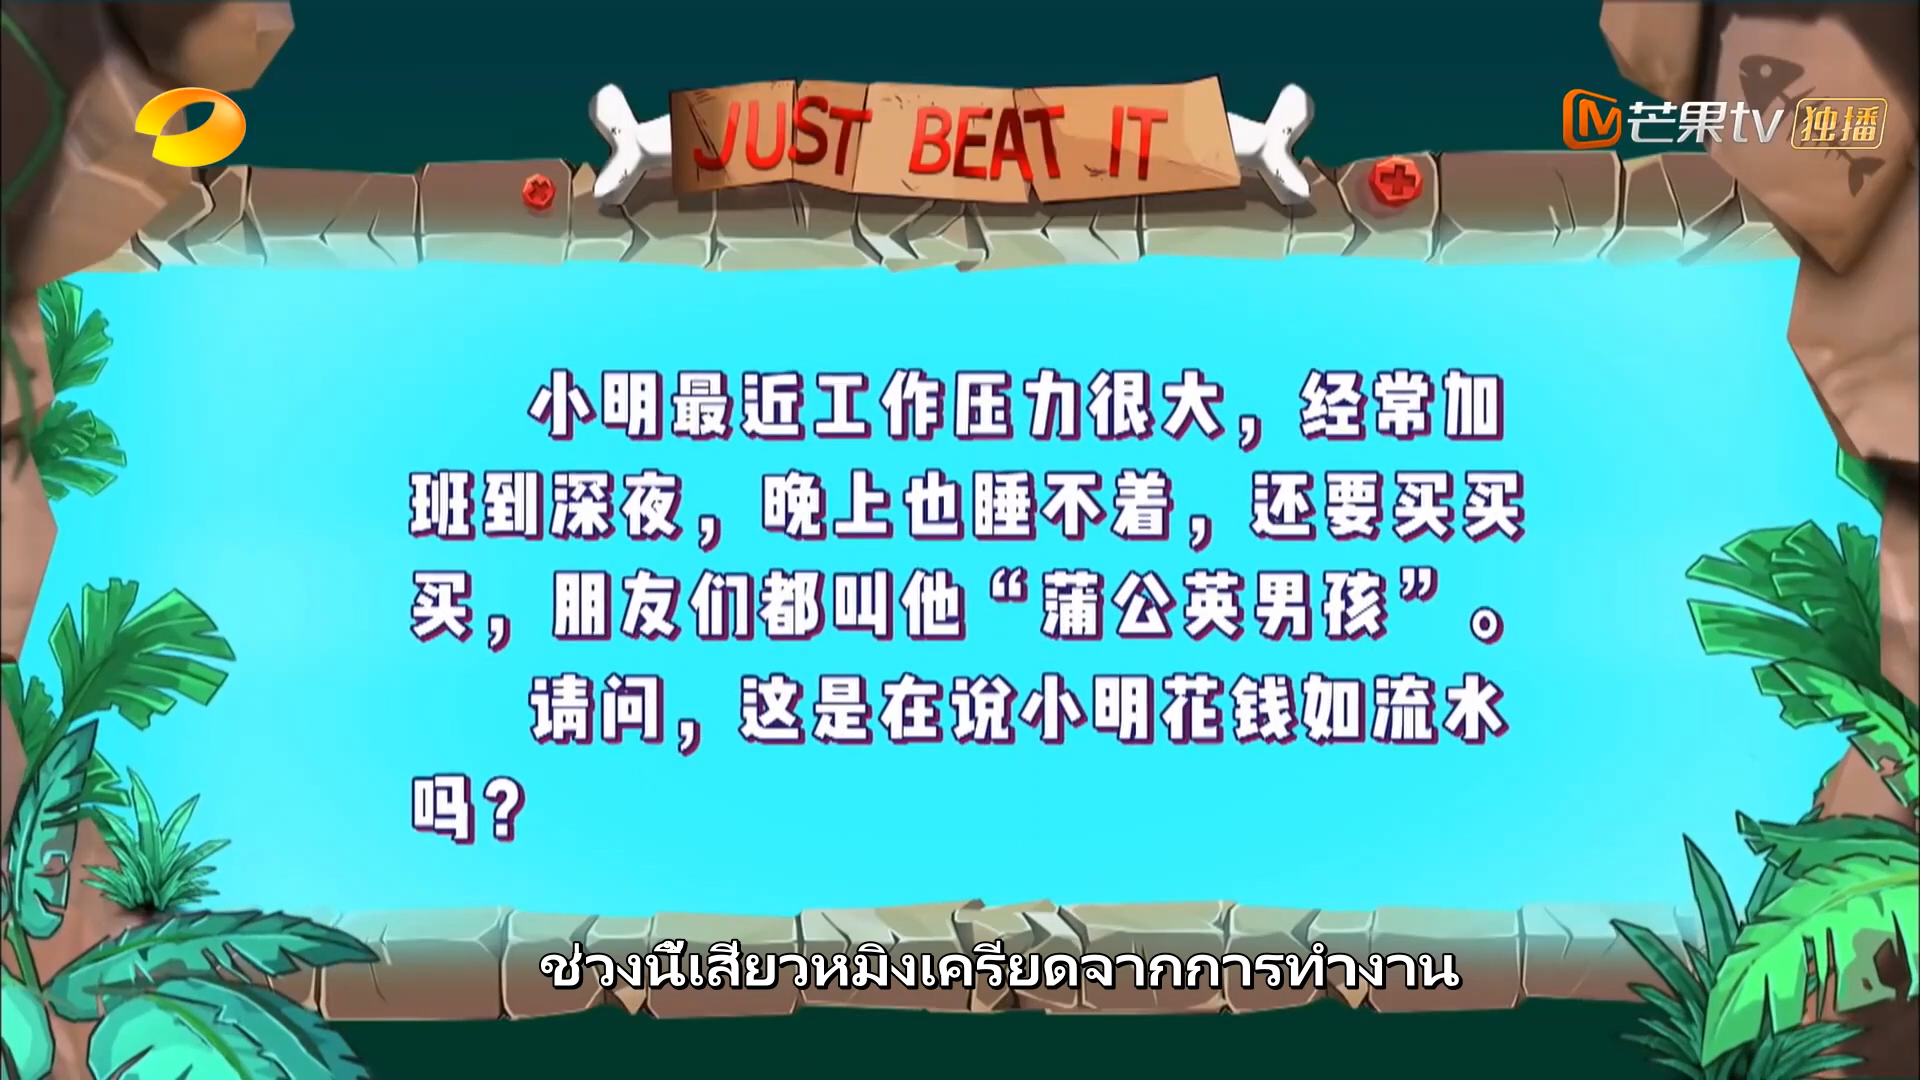 JUST BEAT IT
芒果tv 独播
小明最近工作压力很大，经常加
班到深夜，晚上也睡不着，还要买买
买，朋友们都叫他“蒲公英男孩”。
请问，这是在说小明花钱如流水
吗？
ช่วงนี้เสียวหมิงเครียดจากการทำงาน